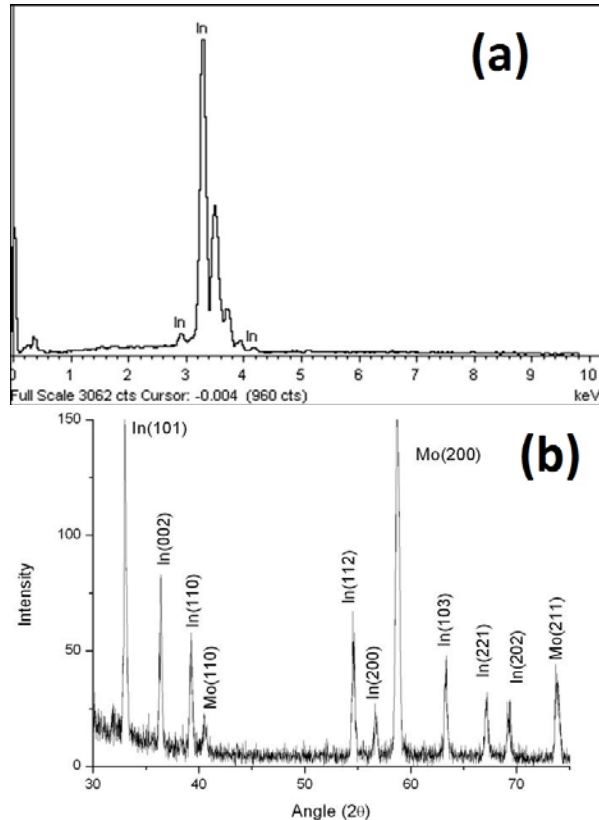 In
(a)
In
In
0 1 2 3 4 5 6 7 8 9 10
Full Scale 3062 cts Cursor: -0.004 (960 cts) keV
150
In(101)
(b)
Mo(200)
100
In(002)
In(110)
Mo(110)
In(112)
In(200)
In(103)
In(221)
In(202)
Mo(211)
Intensity
50
0
30 40 50 60 70
Angle (2θ)